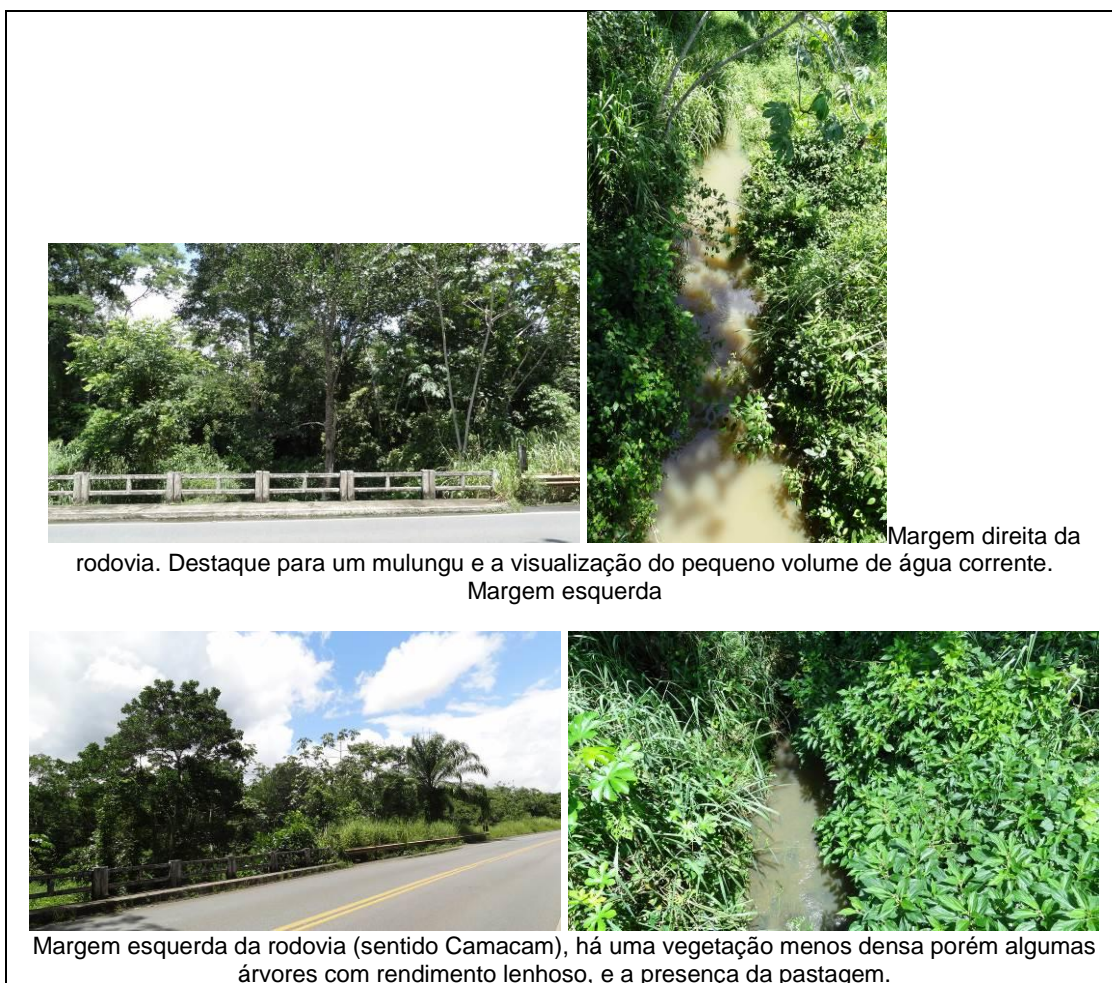 Margem direita da
rodovia. Destaque para um mulungu e a visualização do pequeno volume de água corrente.
Margem esquerda
Margem esquerda da rodovia (sentido Camacam), há uma vegetação menos densa porém algumas
árvores com rendimento lenhoso, e a presença da pastagem.